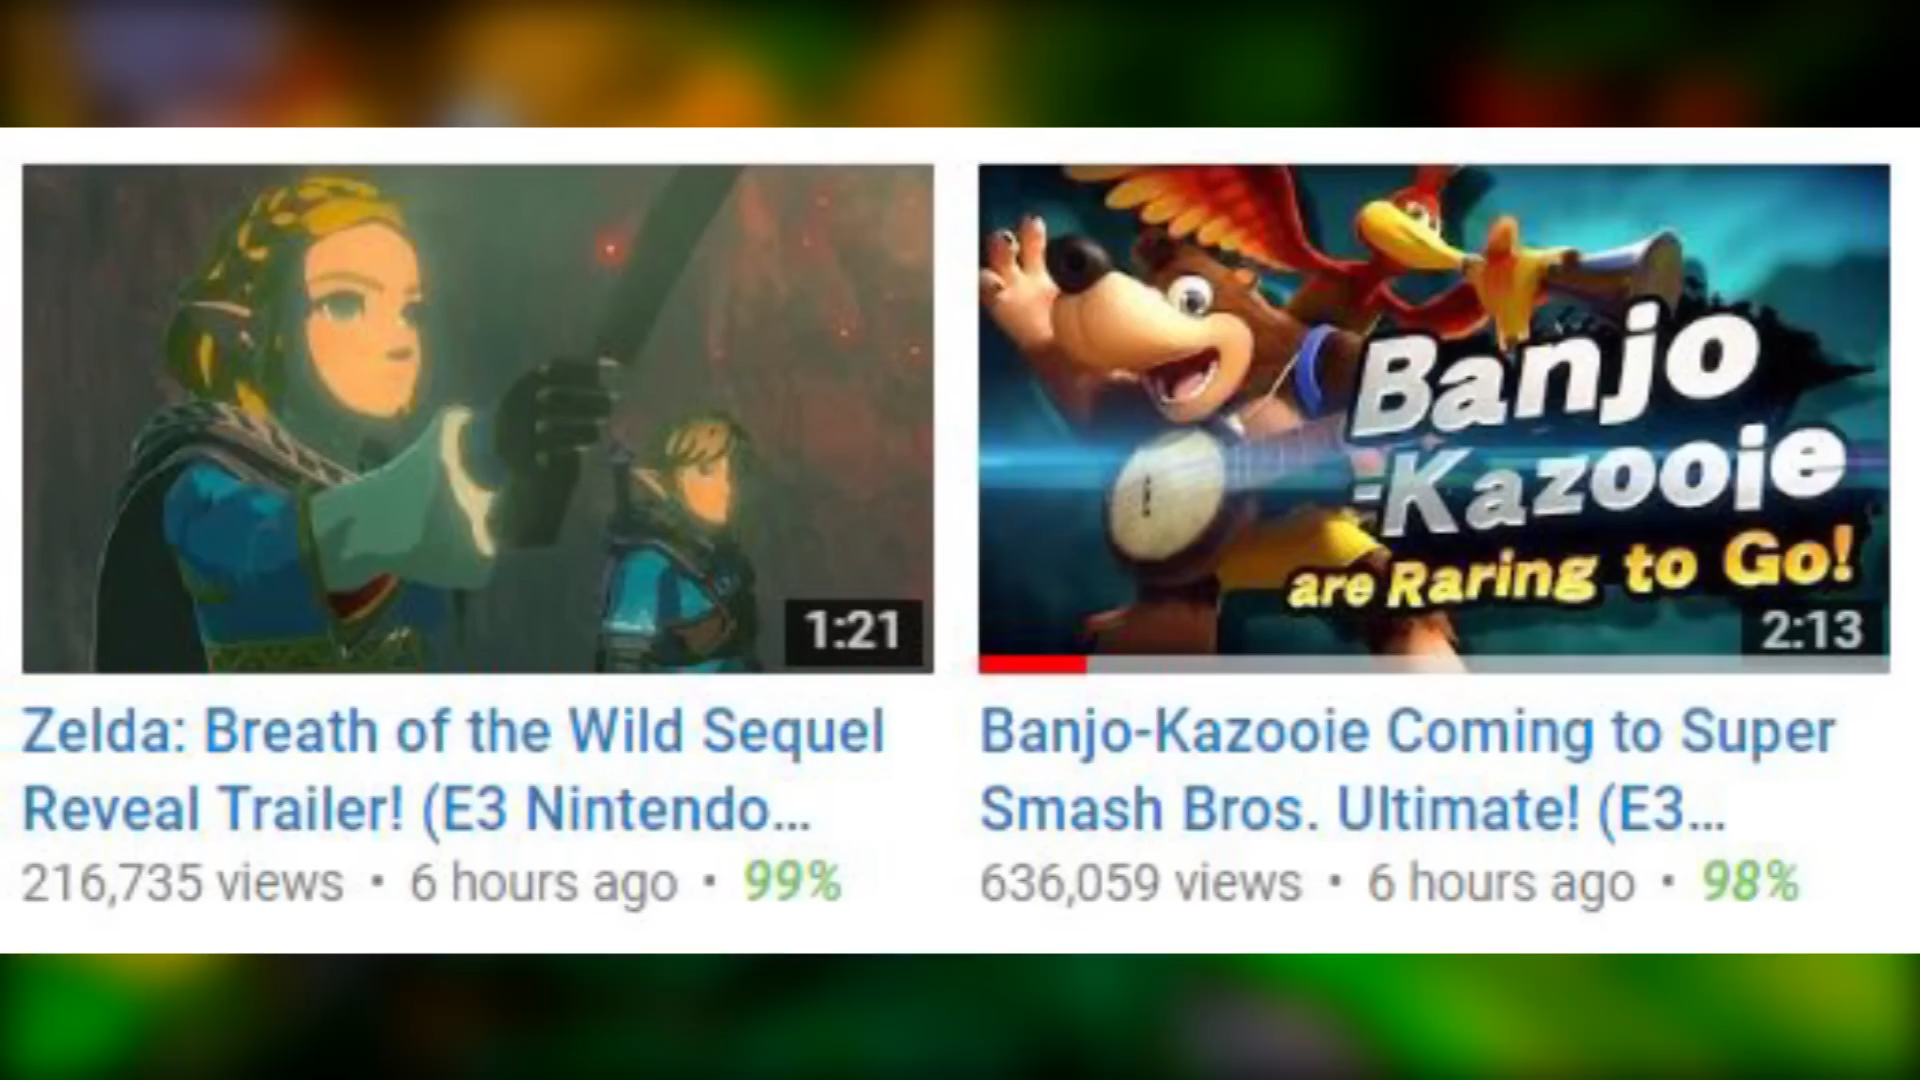 1:21
Banjo
-Kazooie
are Raring to Go!
2:13
Zelda: Breath of the Wild Sequel
Reveal Trailer! (E3 Nintendo...
216,735 views • 6 hours ago • 99%
Banjo-Kazooie Coming to Super
Smash Bros. Ultimate! (E3...
636,059 views • 6 hours ago • 98%